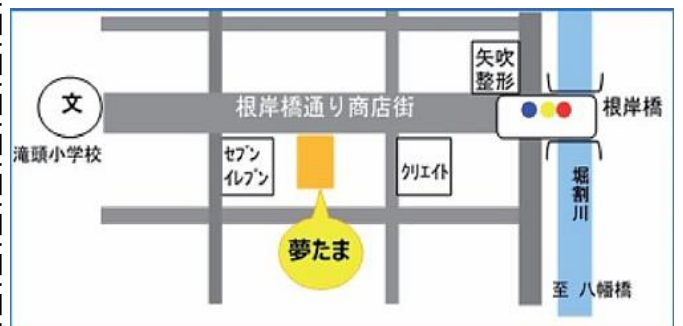 矢吹
整形
文
根岸橋通り商店街
根岸橋
滝頭小学校
セブン
イレブン
クリエイト
堀割川
夢たま
至 八幡橋